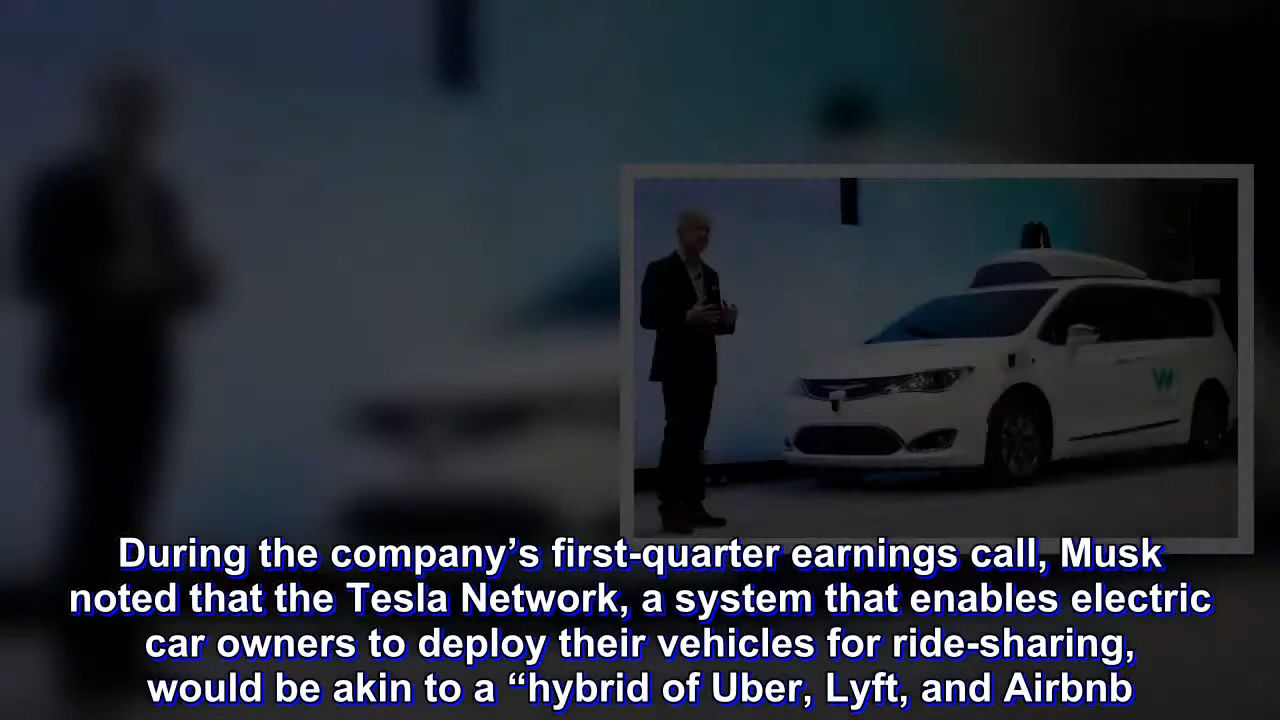 W
During the company’s first-quarter earnings call, Musk
noted that the Tesla Network, a system that enables electric
car owners to deploy their vehicles for ride-sharing,
would be akin to a “hybrid of Uber, Lyft, and Airbnb